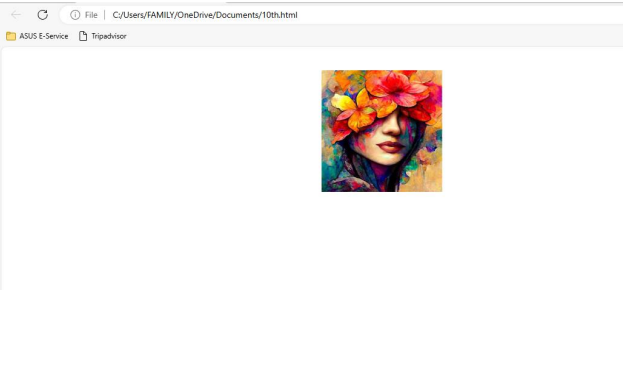 File | C:/Users/FAMILY/OneDrive/Documents/10th.html
ASUS E-Service Tripadvisor